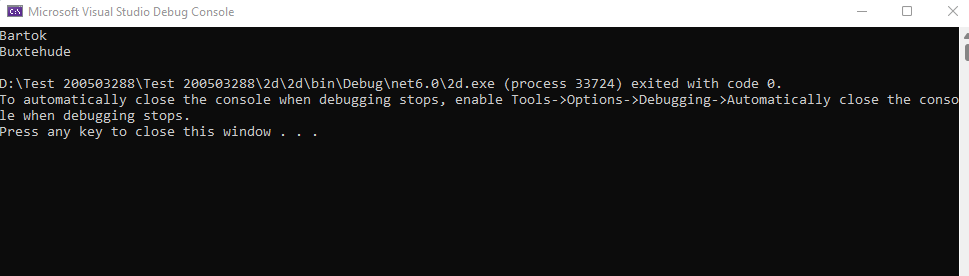 Microsoft Visual Studio Debug Console
Bartok
Buxtehude
D:\Test 200503288\Test 200503288\2d\2d\bin\Debug\net6.0\2d.exe (process 33724) exited with code 0.
To automatically close the console when debugging stops, enable Tools->Options->Debugging->Automatically close the conso
le when debugging stops.
Press any key to close this window . . .